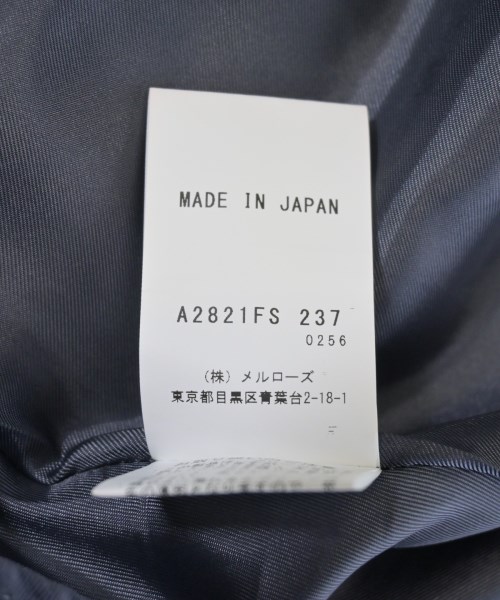 MADE IN JAPAN
A2821FS 237
0256
(株) メルローズ
東京都目黒区青葉台2-18-1